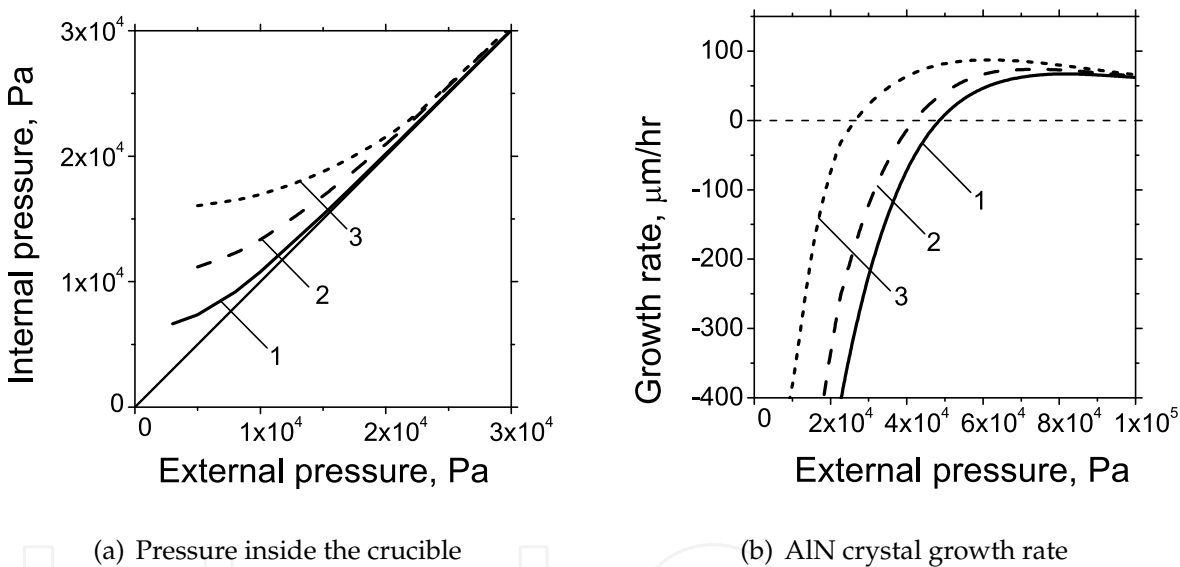 Internal pressure, Pa
3x10⁴
2x10⁴
1x10⁴
0
3
2
1
0
1x10⁴
2x10⁴
3x10⁴
External pressure, Pa
(a) Pressure inside the crucible
Growth rate, μm/hr
100
50
0
-100
-200
-300
-400
1
2
3
0
2x10⁴
4x10⁴
6x10⁴
8x10⁴
1x10⁵
External pressure, Pa
(b) AlN crystal growth rate